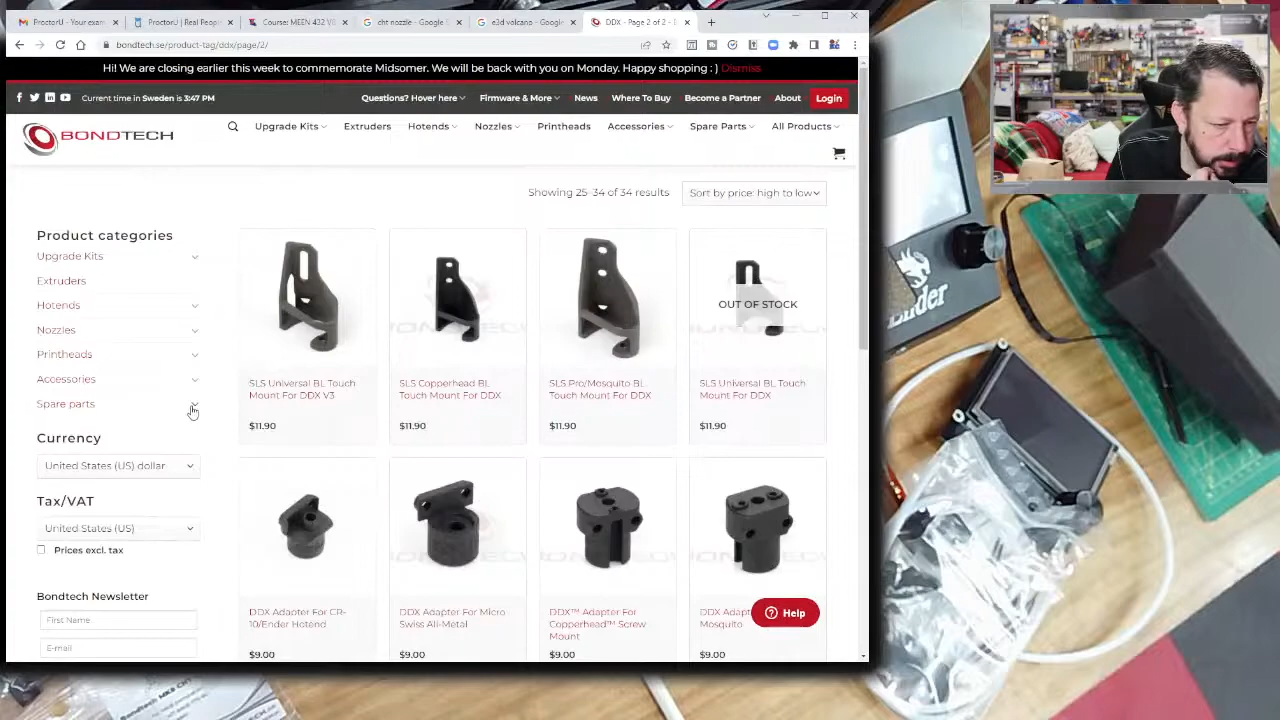 ProctorU - Your exam
ProctorU | Real People
Course: MEEN 432 VI
cht nozzle - Google
e3d volcano - Google
DDX - Page 2 of 2 - B
bondtech.se/product-tag/ddx/page/2/
Hi! We are closing earlier this week to commemorate Midsomer. We will be back with you on Monday. Happy shopping : ) Dismiss
Current time in Sweden is 3:47 PM
Questions? Hover here
Firmware & More
News
Where To Buy
Become a Partner
About
Login
BONDTECH
Upgrade Kits
Extruders
Hotends
Nozzles
Printheads
Accessories
Spare Parts
All Products
Showing 25–34 of 34 results
Sort by price: high to low
Product categories
Upgrade Kits
Extruders
Hotends
Nozzles
Printheads
Accessories
Spare parts
Currency
United States (US) dollar
Tax/VAT
United States (US)
Prices excl. tax
Bondtech Newsletter
First Name
E-mail
SLS Universal BL Touch
Mount For DDX V3
$11.90
SLS Copperhead BL
Touch Mount For DDX
$11.90
SLS Pro/Mosquito BL
Touch Mount For DDX
$11.90
OUT OF STOCK
SLS Universal BL Touch
Mount For DDX
$11.90
DDX Adapter For CR-
10/Ender Hotend
$9.00
DDX Adapter For Micro
Swiss All-Metal
$9.00
DDX™ Adapter For
Copperhead™ Screw
Mount
$9.00
DDX
Mosquito
$9.00
Help